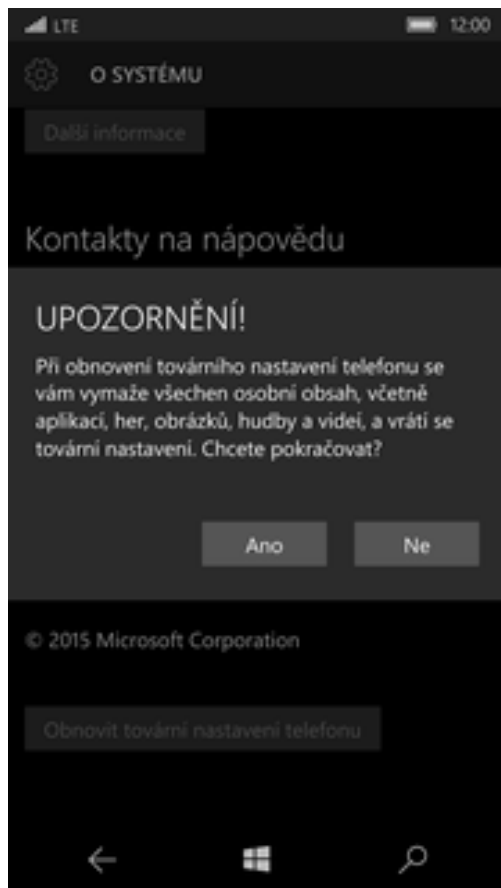 LTE 12:00
O SYSTÉMU
Další informace
Kontakty na nápovědu
UPOZORNĚNÍ!
Při obnovení továrního nastavení telefonu se
vám vymaže všechen osobní obsah, včetně
aplikací, her, obrázků, hudby a videí, a vrátí se
tovární nastavení. Chcete pokračovat?
Ano Ne
© 2015 Microsoft Corporation
Obnovit tovární nastavení telefonu